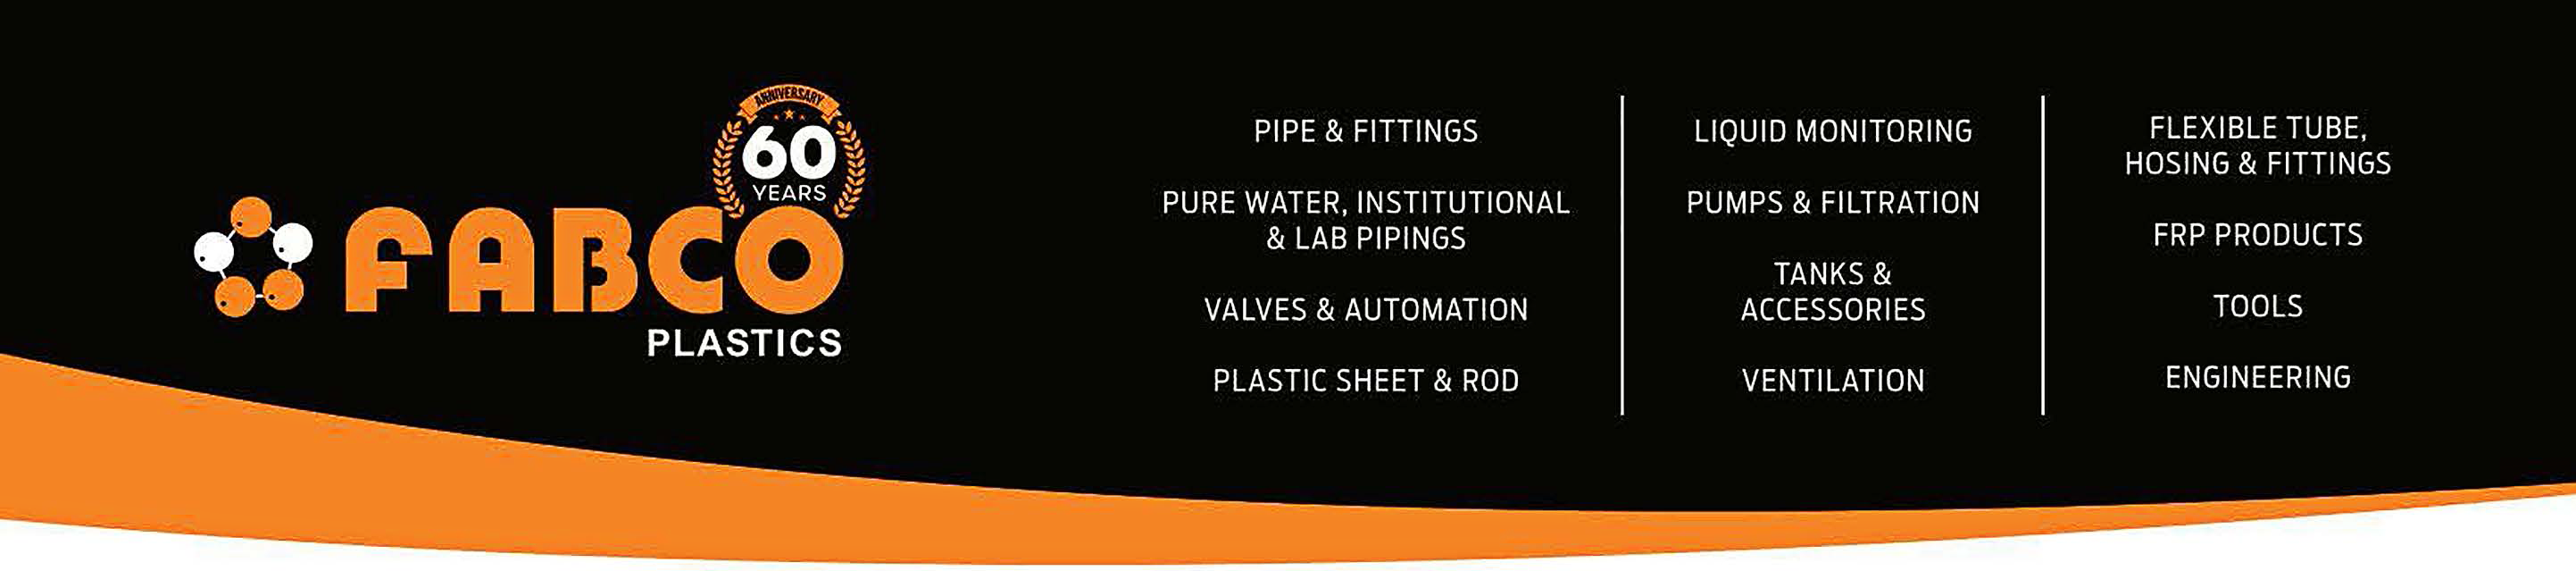 ANNIVERSARY
60
YEARS
FABCO
PLASTICS
PIPE & FITTINGS
PURE WATER, INSTITUTIONAL
& LAB PIPINGS
VALVES & AUTOMATION
PLASTIC SHEET & ROD
LIQUID MONITORING
PUMPS & FILTRATION
TANKS &
ACCESSORIES
VENTILATION
FLEXIBLE TUBE,
HOSING & FITTINGS
FRP PRODUCTS
TOOLS
ENGINEERING